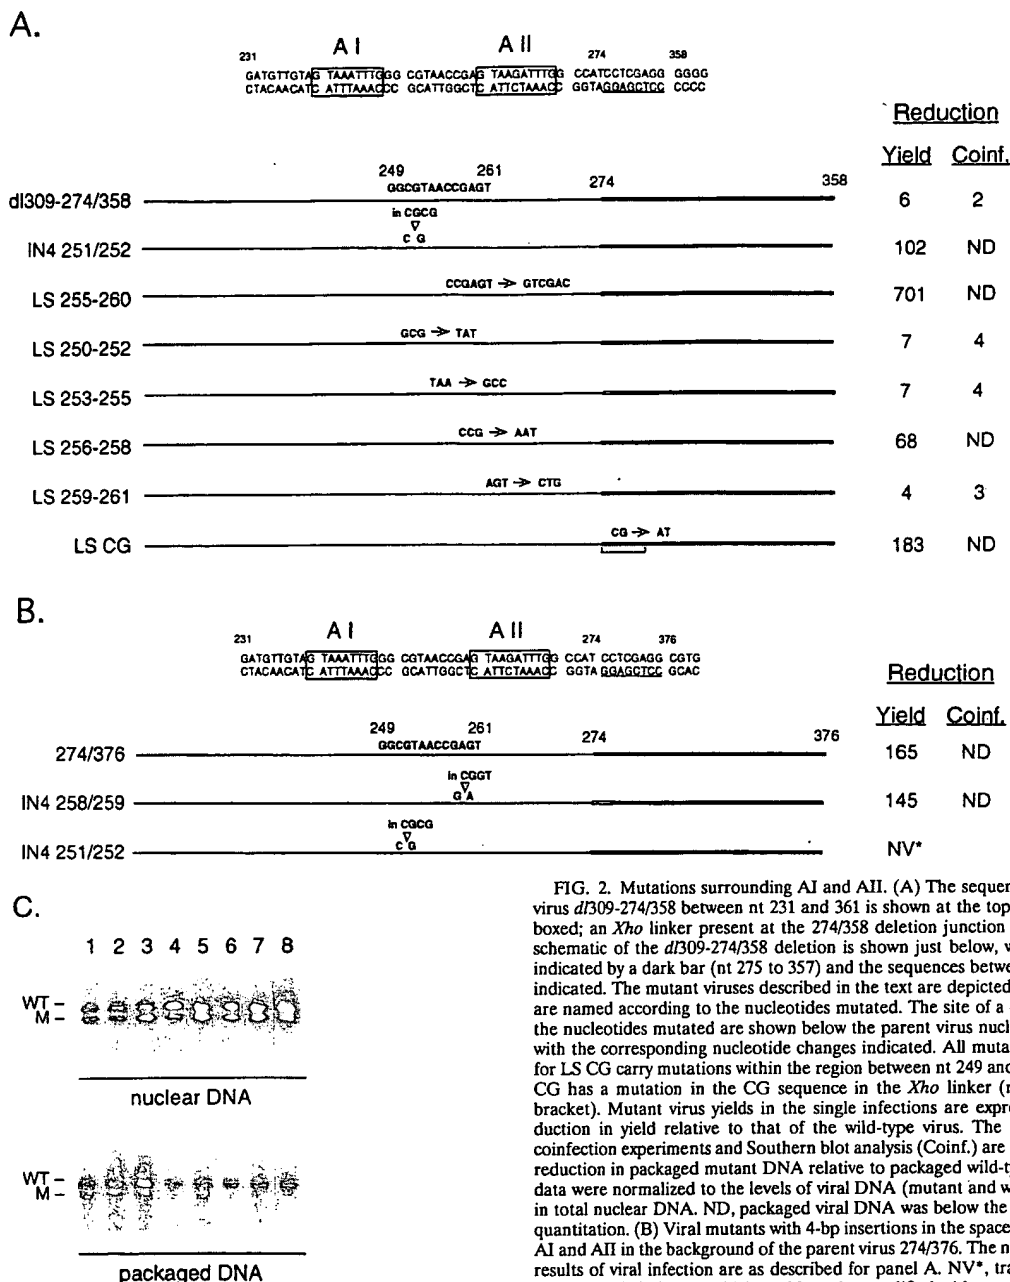 A.
A I A II
231 274 358
GATGTTGTAG TAAATTTGGG CGTAACCGAG TAAGATTTGG CCATCCTCGAGG GGGG
CTACAACATC ATTTAAACCC GCATTGGCTC ATTCTAAACC GGTAGGAGCTCC CCCC
Reduction
Yield Coinf.
249 261 274 358
GGCGTAACCGAGT
dl309-274/358 6 2
in CGCG
C G
IN4 251/252 102 ND
CCGAGT → GTCGAC
LS 255-260 701 ND
GCG → TAT
LS 250-252 7 4
TAA → GCC
LS 253-255 7 4
CCG → AAT
LS 256-258 68 ND
AGT → CTG
LS 259-261 4 3
CG → AT
LS CG 183 ND
B.
A I A II
231 274 376
GATGTTGTAG TAAATTTGGG CGTAACCGAG TAAGATTTGG CCAT CCTCGAGG CGTG
CTACAACATC ATTTAAACCC GCATTGGCTC ATTCTAAACC GGTA GGAGCTCC GCAC
Reduction
Yield Coinf.
249 261 274 376
GGCGTAACCGAGT
274/376 165 ND
in CGGT
G A
IN4 258/259 145 ND
in CGCG
C G
IN4 251/252 NV*
C.
1 2 3 4 5 6 7 8
WT –
M –
nuclear DNA
WT –
M –
packaged DNA
FIG. 2. Mutations surrounding AI and AII. (A) The sequen
virus dl309-274/358 between nt 231 and 361 is shown at the top
boxed; an Xho linker present at the 274/358 deletion junction
schematic of the dl309-274/358 deletion is shown just below, v
indicated by a dark bar (nt 275 to 357) and the sequences betwe
indicated. The mutant viruses described in the text are depicted
are named according to the nucleotides mutated. The site of a
the nucleotides mutated are shown below the parent virus nucl
with the corresponding nucleotide changes indicated. All muta
for LS CG carry mutations within the region between nt 249 and
CG has a mutation in the CG sequence in the Xho linker (r
bracket). Mutant virus yields in the single infections are expre
duction in yield relative to that of the wild-type virus. The
coinfection experiments and Southern blot analysis (Coinf.) are
reduction in packaged mutant DNA relative to packaged wild-ty
data were normalized to the levels of viral DNA (mutant and w
in total nuclear DNA. ND, packaged viral DNA was below the
quantitation. (B) Viral mutants with 4-bp insertions in the space
AI and AII in the background of the parent virus 274/376. The n
results of viral infection are as described for panel A. NV*, tra